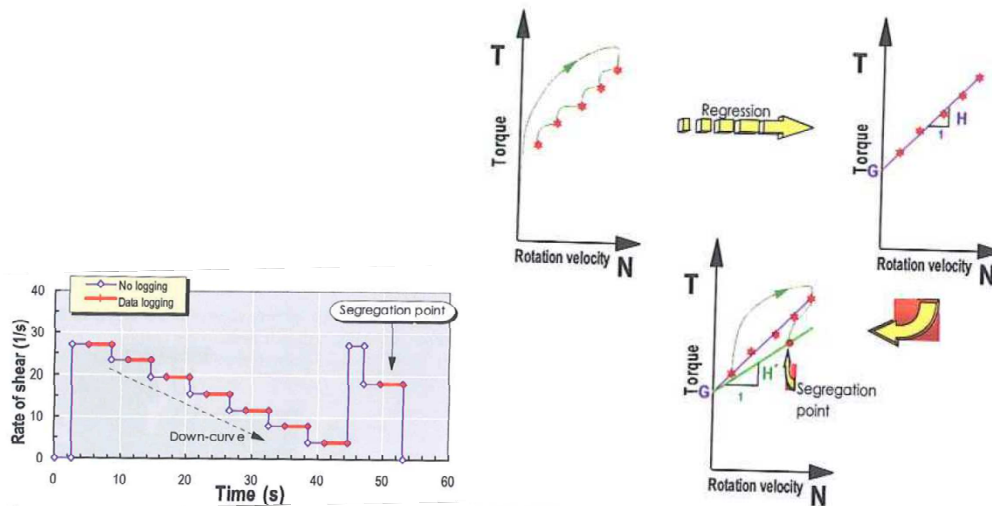 T
Torque
Rotation velocity
N
Regression
T
Torque
G
H
1
Rotation velocity
N
No logging
Data logging
Segregation point
Down-curve
Rate of shear (1/s)
40
30
20
10
0
0
10
20
30
40
50
60
Time (s)
T
Torque
G
H'
1
Segregation
point
Rotation velocity
N